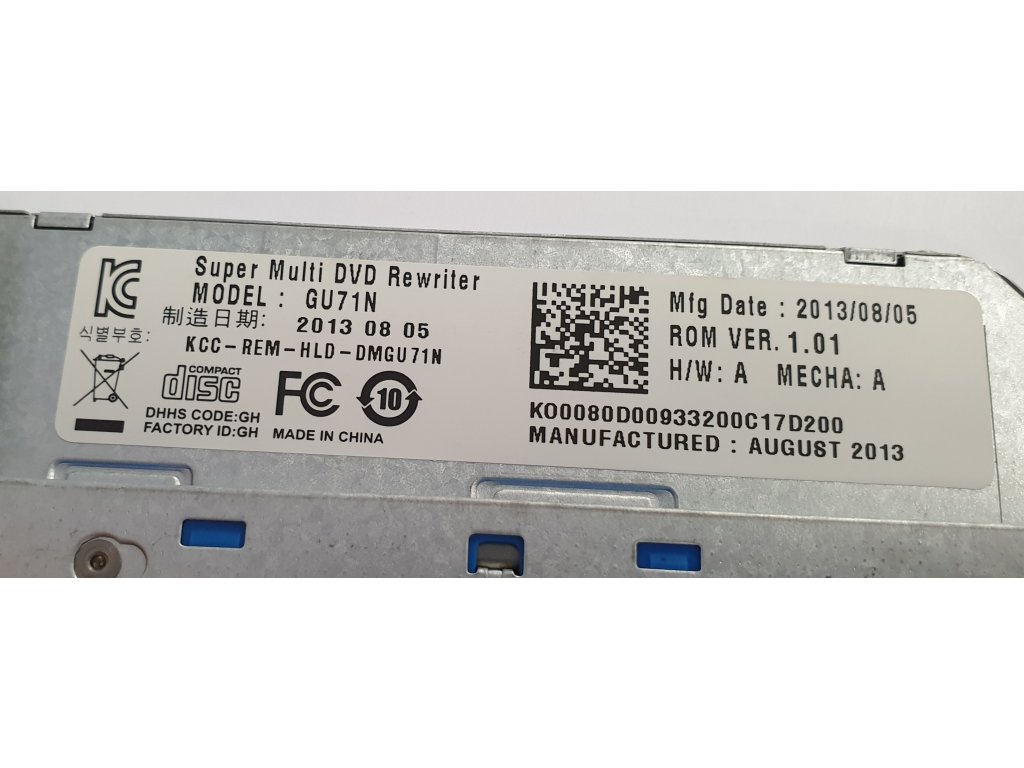 Super Multi DVD Rewriter
MODEL : GU71N
制造日期: 2013 08 05
식별부호:
KCC-REM-HLD-DMGU71N
COMPACT
disc
FC
10
DHHS CODE:GH
FACTORY ID:GH
MADE IN CHINA
Mfg Date : 2013/08/05
ROM VER. 1.01
H/W: A MECHA: A
KO0080D00933200C17D200
MANUFACTURED : AUGUST 2013